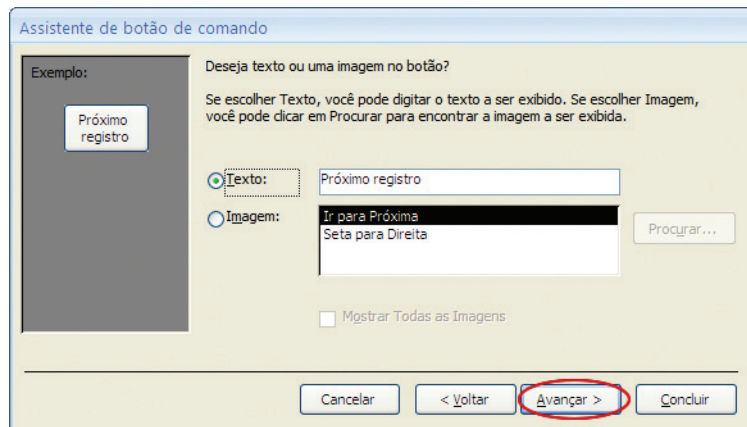 Assistente de botão de comando
Exemplo:
Próximo
registro
Deseja texto ou uma imagem no botão?
Se escolher Texto, você pode digitar o texto a ser exibido. Se escolher Imagem,
você pode clicar em Procurar para encontrar a imagem a ser exibida.
Texto:
Próximo registro
Imagem:
Ir para Próxima
Seta para Direita
Procurar...
Mostrar Todas as Imagens
Cancelar
< Voltar
Avançar >
Concluir